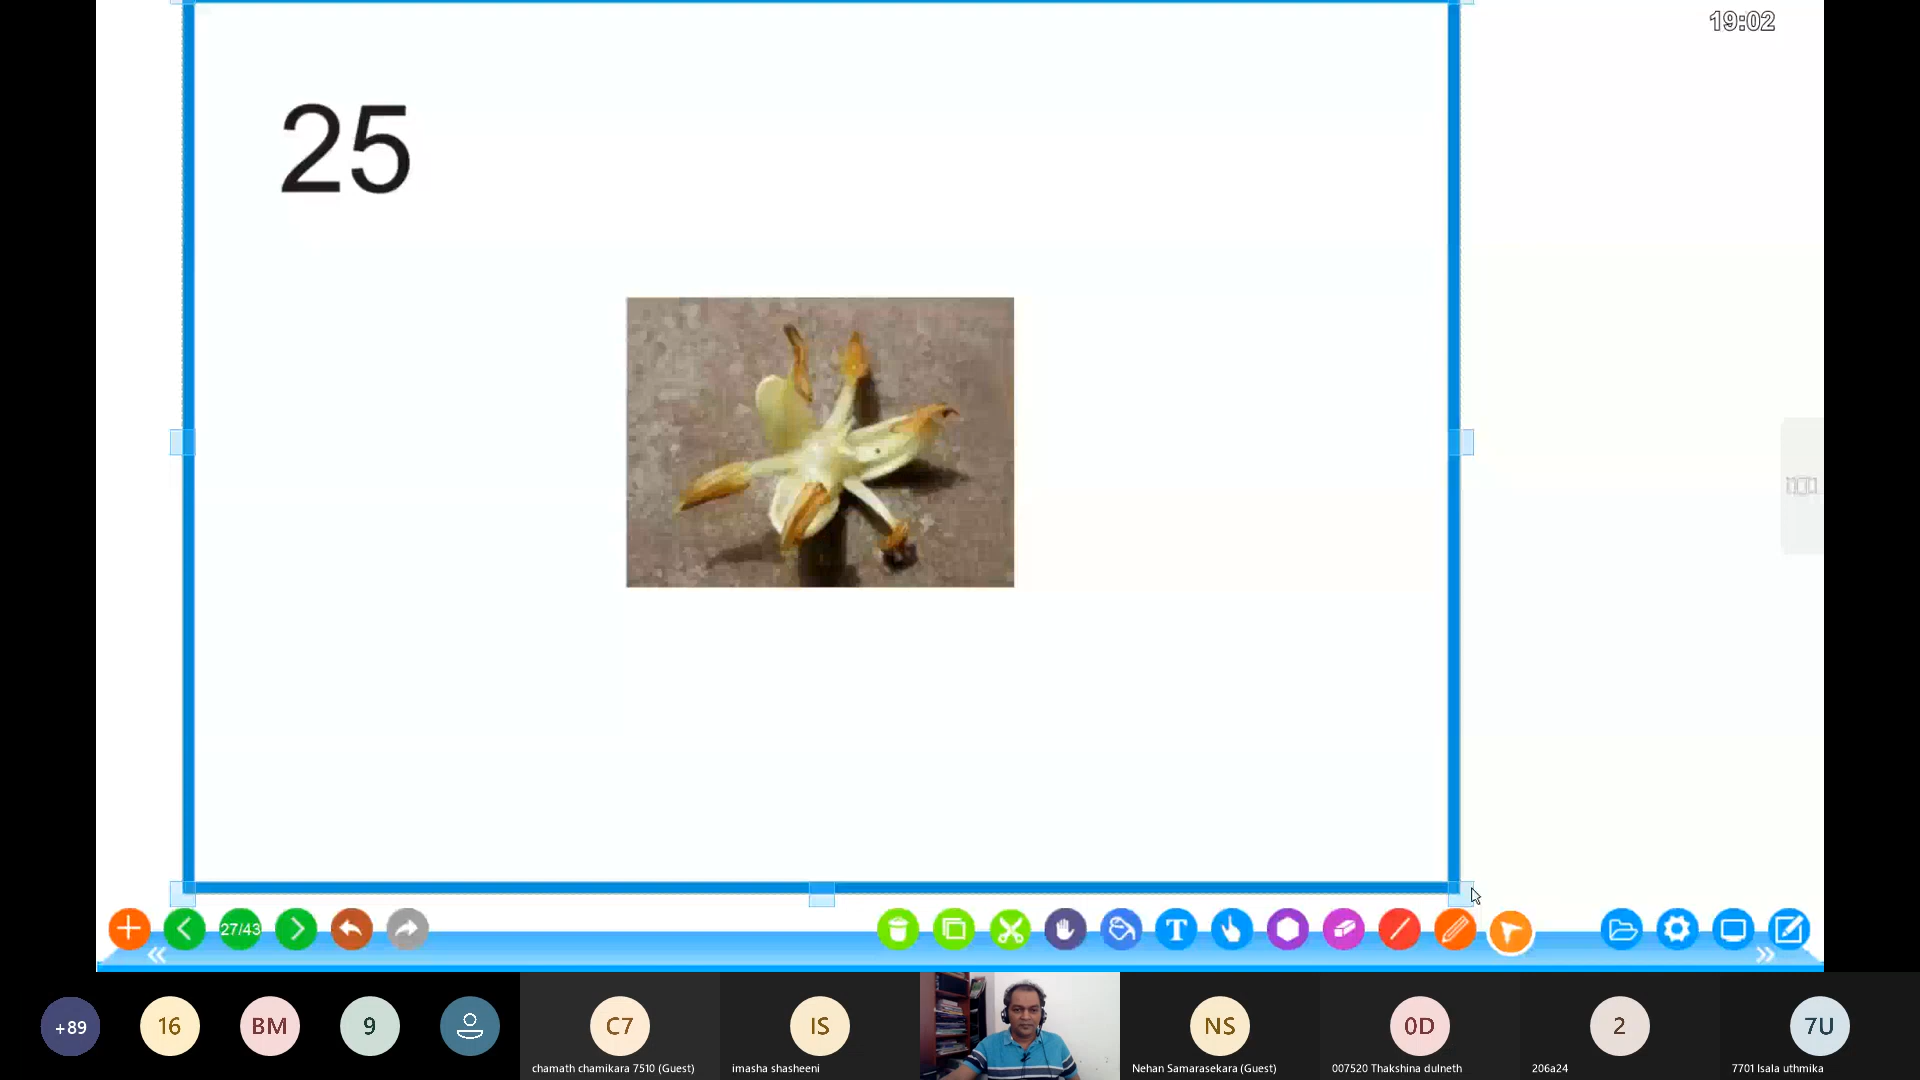 19:02
25
27/43
T
+89
16
BM
9
C7
IS
NS
0D
2
7U
chamath chamikara 7510 (Guest)
imasha shasheeni
Nehan Samarasekara (Guest)
007520 Thakshina dulneth
206a24
7701 Isala uthmika